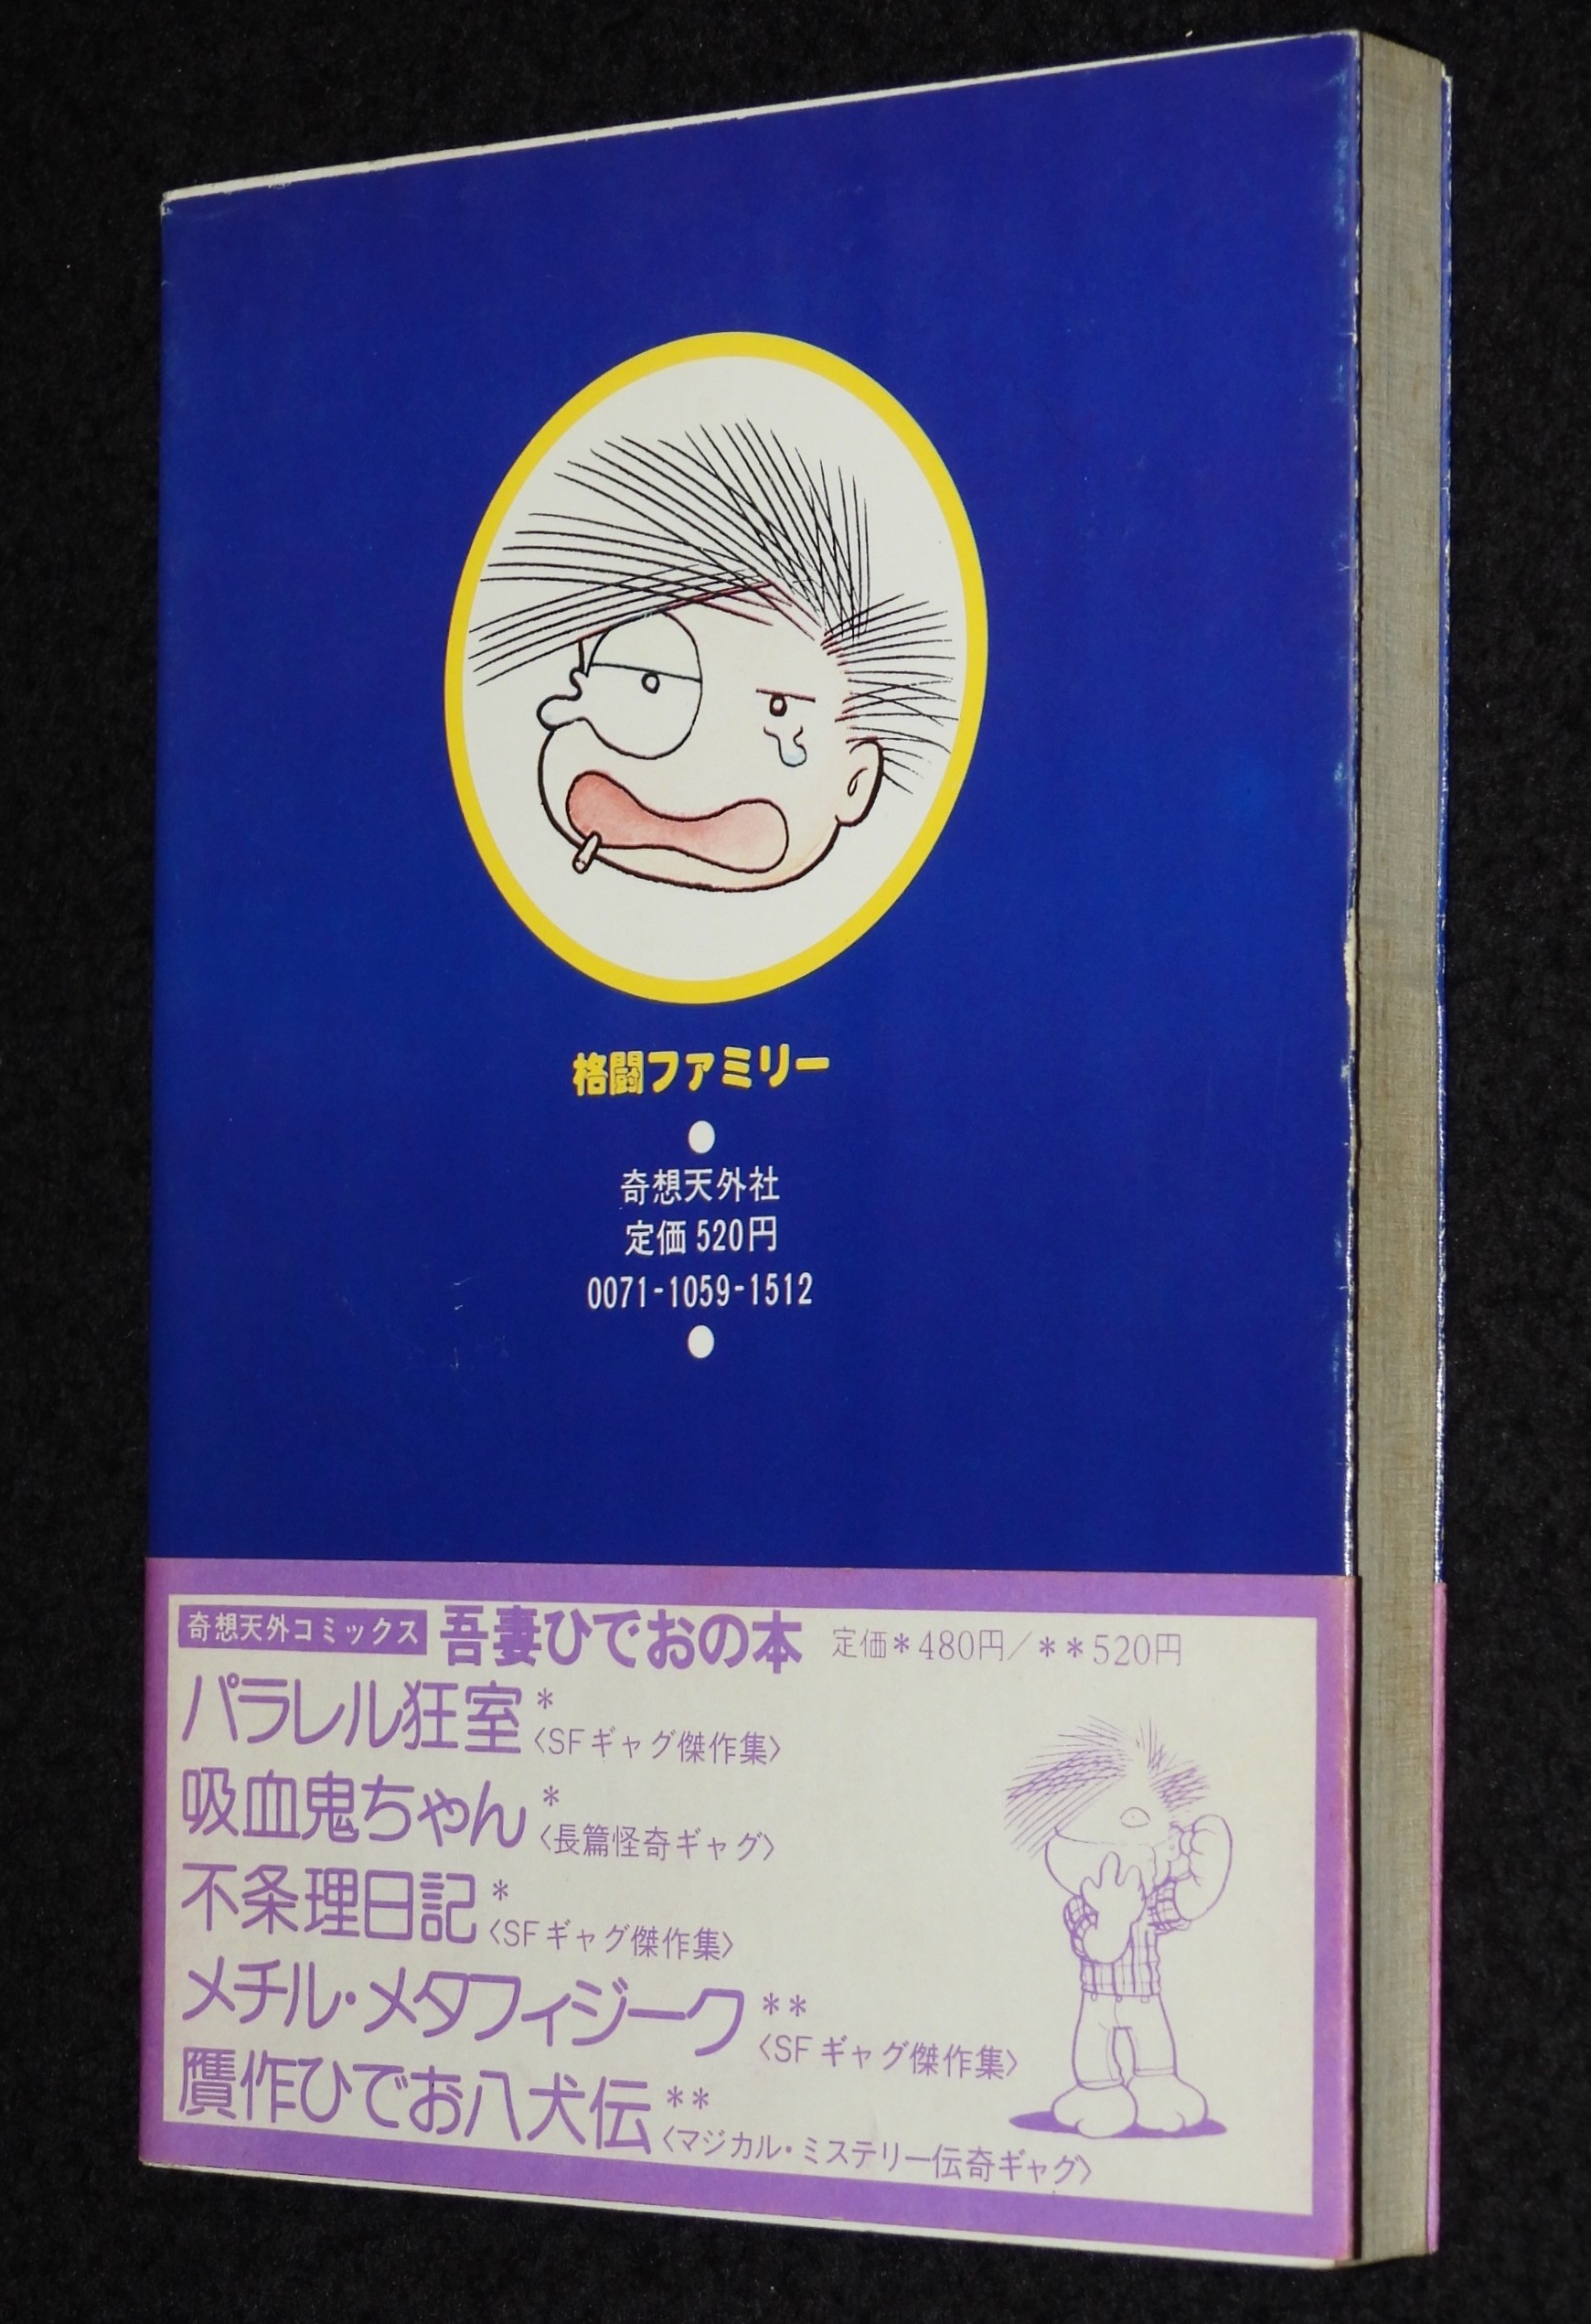 格闘ファミリー
奇想天外社
定価 520円
0071-1059-1512
奇想天外コミックス 吾妻ひでおの本 定価*480円/**520円
パラレル狂室*〈SFギャグ傑作集〉
吸血鬼ちゃん*〈長篇怪奇ギャグ〉
不条理日記*〈SFギャグ傑作集〉
メチル・メタフィジーク**〈SFギャグ傑作集〉
贋作ひでお八犬伝**〈マジカル・ミステリー伝奇ギャグ〉